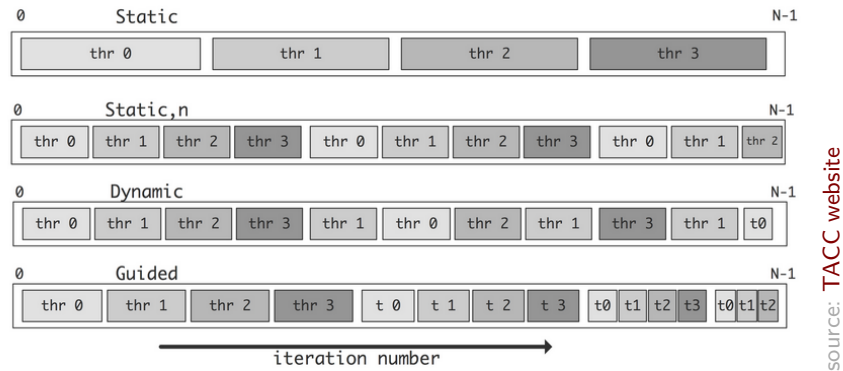 0 Static N-1
thr 0 thr 1 thr 2 thr 3
0 Static,n N-1
thr 0 thr 1 thr 2 thr 3 thr 0 thr 1 thr 2 thr 3 thr 0 thr 1 thr 2
0 Dynamic N-1
thr 0 thr 1 thr 2 thr 3 thr 1 thr 0 thr 2 thr 1 thr 3 thr 1 t0
0 Guided N-1
thr 0 thr 1 thr 2 thr 3 t 0 t 1 t 2 t 3 t0 t1 t2 t3 t0 t1 t2
iteration number
source: TACC website